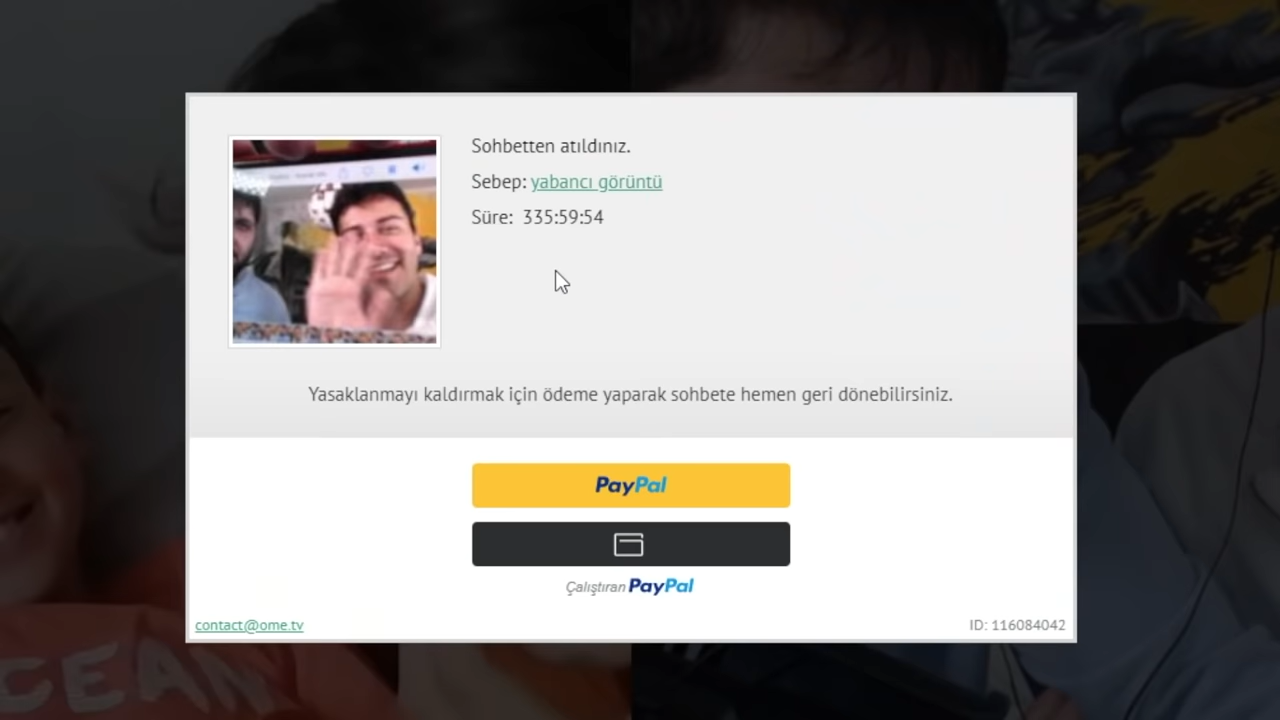 Sohbetten atıldınız.
Sebep: yabancı görüntü
Süre: 335:59:54
Yasaklanmayı kaldırmak için ödeme yaparak sohbete hemen geri dönebilirsiniz.
PayPal
Çalıştıran PayPal
contact@ome.tv
ID: 116084042
CEAN